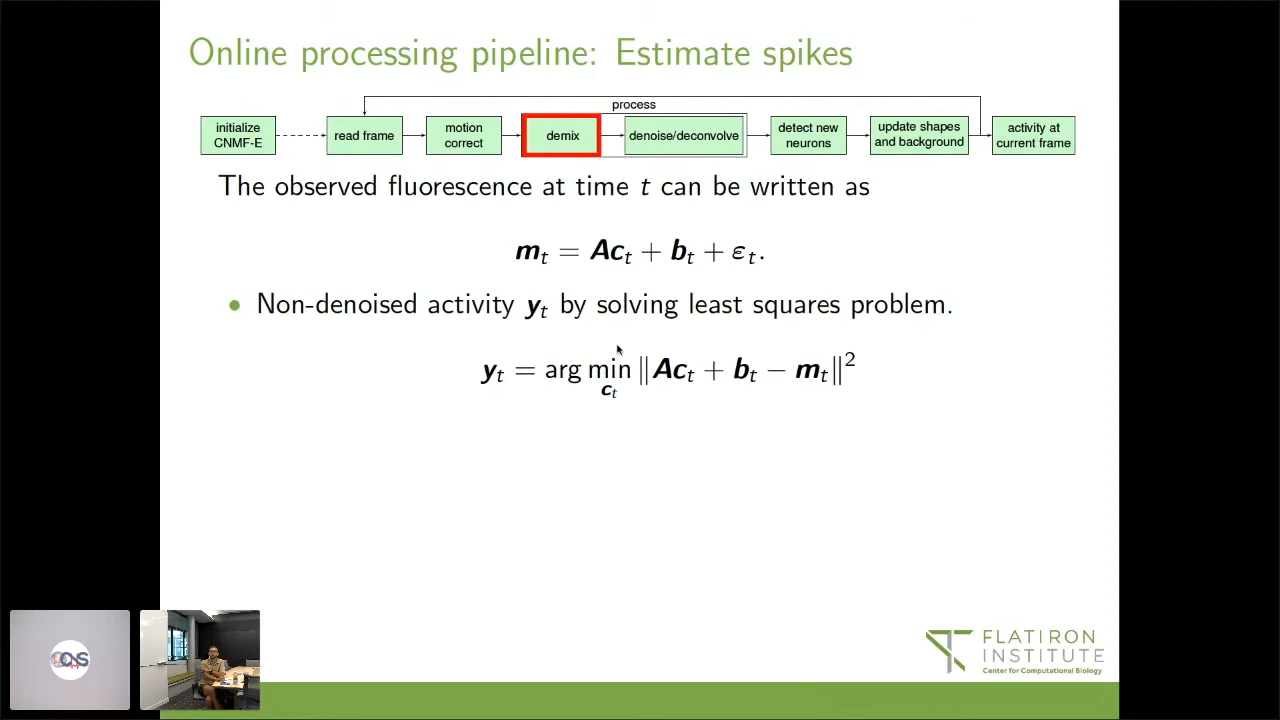 Online processing pipeline: Estimate spikes
process
initialize
CNMF-E
read frame
motion
correct
demix
denoise/deconvolve
detect new
neurons
update shapes
and background
activity at
current frame
The observed fluorescence at time t can be written as
m_t = Ac_t + b_t + ε_t.
• Non-denoised activity y_t by solving least squares problem.
y_t = arg min_{c_t} ‖Ac_t + b_t − m_t‖²
FLATIRON
INSTITUTE
Center for Computational Biology